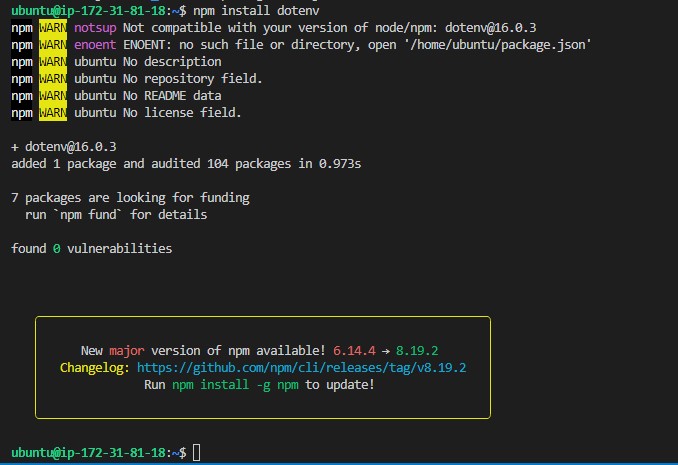 ubuntu@ip-172-31-81-18:~$ npm install dotenv
npm WARN notsup Not compatible with your version of node/npm: dotenv@16.0.3
npm WARN enoent ENOENT: no such file or directory, open '/home/ubuntu/package.json'
npm WARN ubuntu No description
npm WARN ubuntu No repository field.
npm WARN ubuntu No README data
npm WARN ubuntu No license field.
+ dotenv@16.0.3
added 1 package and audited 104 packages in 0.973s
7 packages are looking for funding
run `npm fund` for details
found 0 vulnerabilities
New major version of npm available! 6.14.4 → 8.19.2
Changelog: https://github.com/npm/cli/releases/tag/v8.19.2
Run npm install -g npm to update!
ubuntu@ip-172-31-81-18:~$